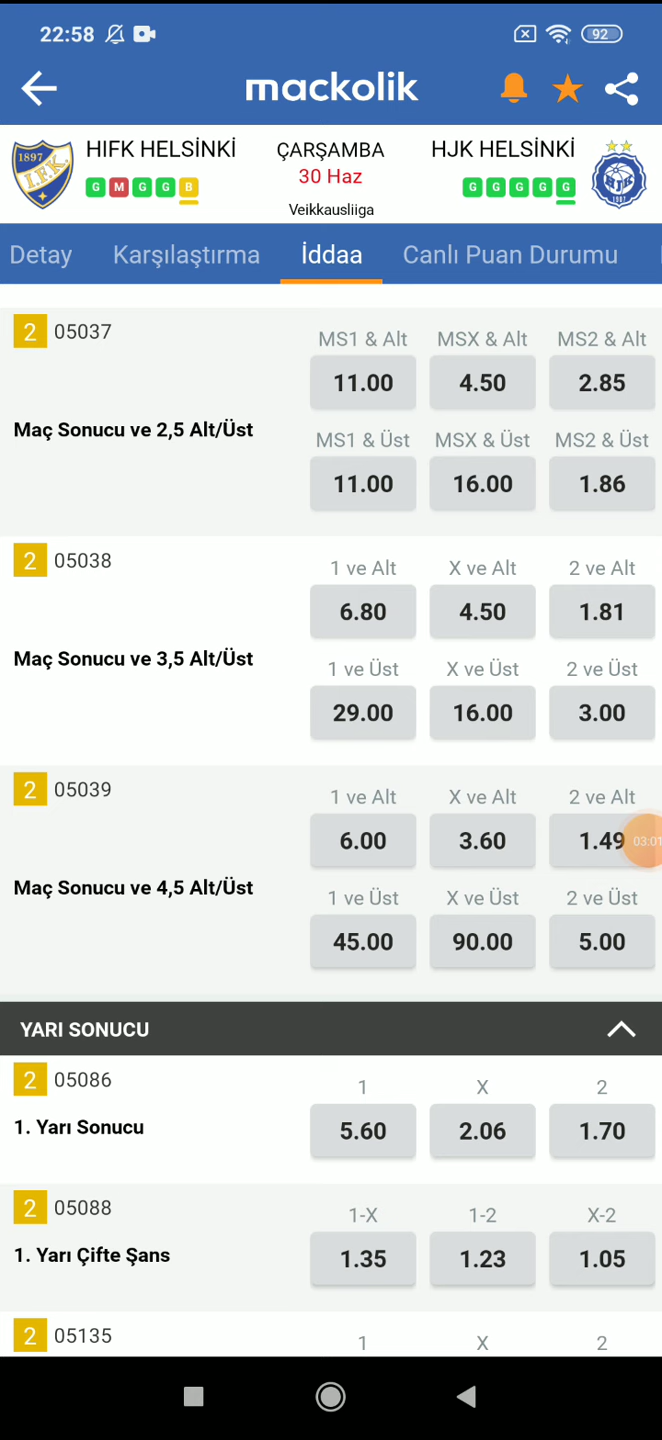 22:58 92
mackolik
1897 I.F.K. HIFK HELSİNKİ ÇARŞAMBA HJK HELSİNKİ
G M G G B 30 Haz G G G G G
Veikkausliiga
Detay Karşılaştırma İddaa Canlı Puan Durumu
2 05037 MS1 & Alt MSX & Alt MS2 & Alt
11.00 4.50 2.85
Maç Sonucu ve 2,5 Alt/Üst
MS1 & Üst MSX & Üst MS2 & Üst
11.00 16.00 1.86
2 05038 1 ve Alt X ve Alt 2 ve Alt
6.80 4.50 1.81
Maç Sonucu ve 3,5 Alt/Üst
1 ve Üst X ve Üst 2 ve Üst
29.00 16.00 3.00
2 05039 1 ve Alt X ve Alt 2 ve Alt
6.00 3.60 1.49 03:01
Maç Sonucu ve 4,5 Alt/Üst
1 ve Üst X ve Üst 2 ve Üst
45.00 90.00 5.00
YARI SONUCU
2 05086 1 X 2
1. Yarı Sonucu 5.60 2.06 1.70
2 05088 1-X 1-2 X-2
1. Yarı Çifte Şans 1.35 1.23 1.05
2 05135 1 X 2